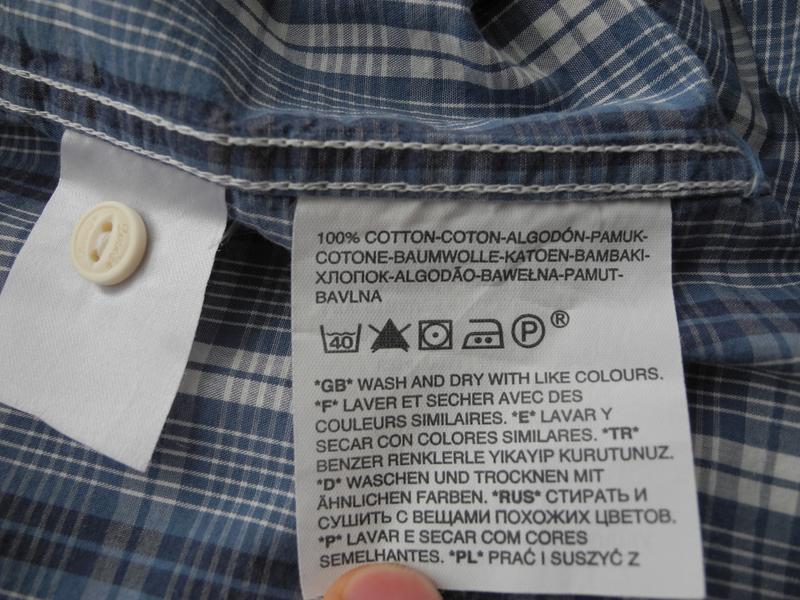 100% COTTON-COTON-ALGODÓN-PAMUK-
COTONE-BAUMWOLLE-KATOEN-BAMBAKI-
ХЛОПОК-ALGODÃO-BAWEŁNA-PAMUT-
BAVLNA
40 P ®
*GB* WASH AND DRY WITH LIKE COLOURS.
*F* LAVER ET SECHER AVEC DES
COULEURS SIMILAIRES. *E* LAVAR Y
SECAR CON COLORES SIMILARES. *TR*
BENZER RENKLERLE YIKAYIP KURUTUNUZ.
*D* WASCHEN UND TROCKNEN MIT
ÄHNLICHEN FARBEN. *RUS* СТИРАТЬ И
СУШИТЬ С ВЕЩАМИ ПОХОЖИХ ЦВЕТОВ.
*P* LAVAR E SECAR COM CORES
SEMELHANTES. *PL* PRAĆ I SUSZYĆ Z